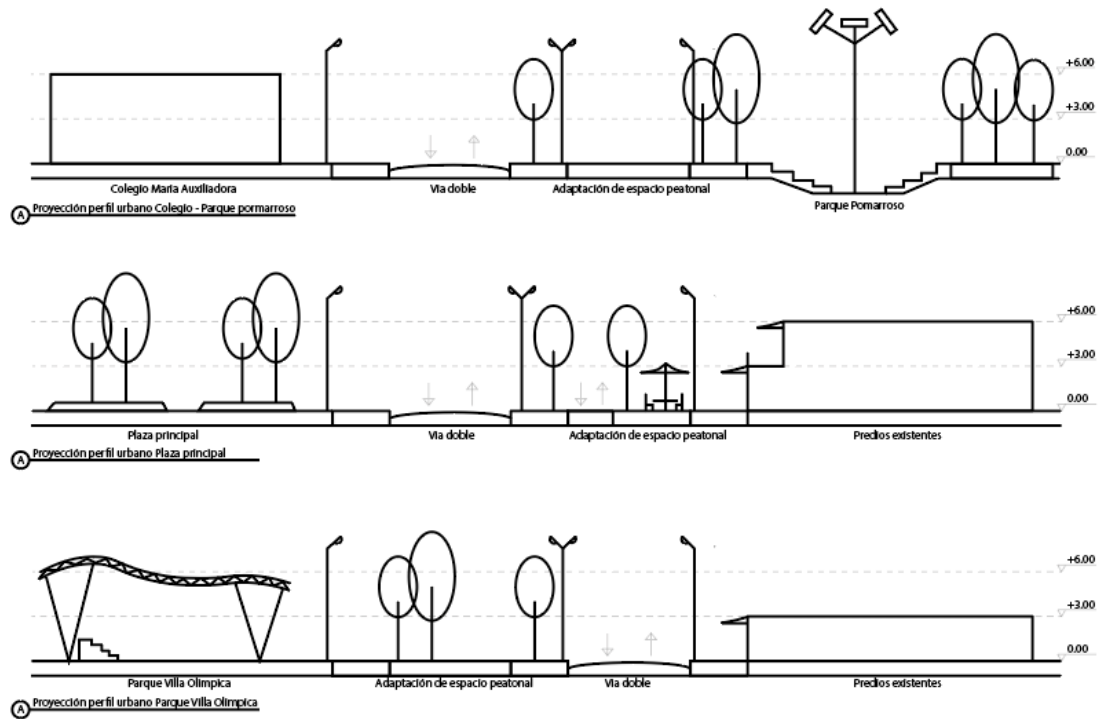 +6.00
+3.00
0.00
Colegio Maria Auxiliadora
Via doble
Adaptación de espacio peatonal
Parque Pomarroso
A Proyección perfil urbano Colegio - Parque pormarroso
+6.00
+3.00
0.00
Plaza principal
Via doble
Adaptación de espacio peatonal
Predios existentes
A Proyección perfil urbano Plaza principal
+6.00
+3.00
0.00
Parque Villa Olimpica
Adaptación de espacio peatonal
Via doble
Predios existentes
A Proyección perfil urbano Parque Villa Olimpica